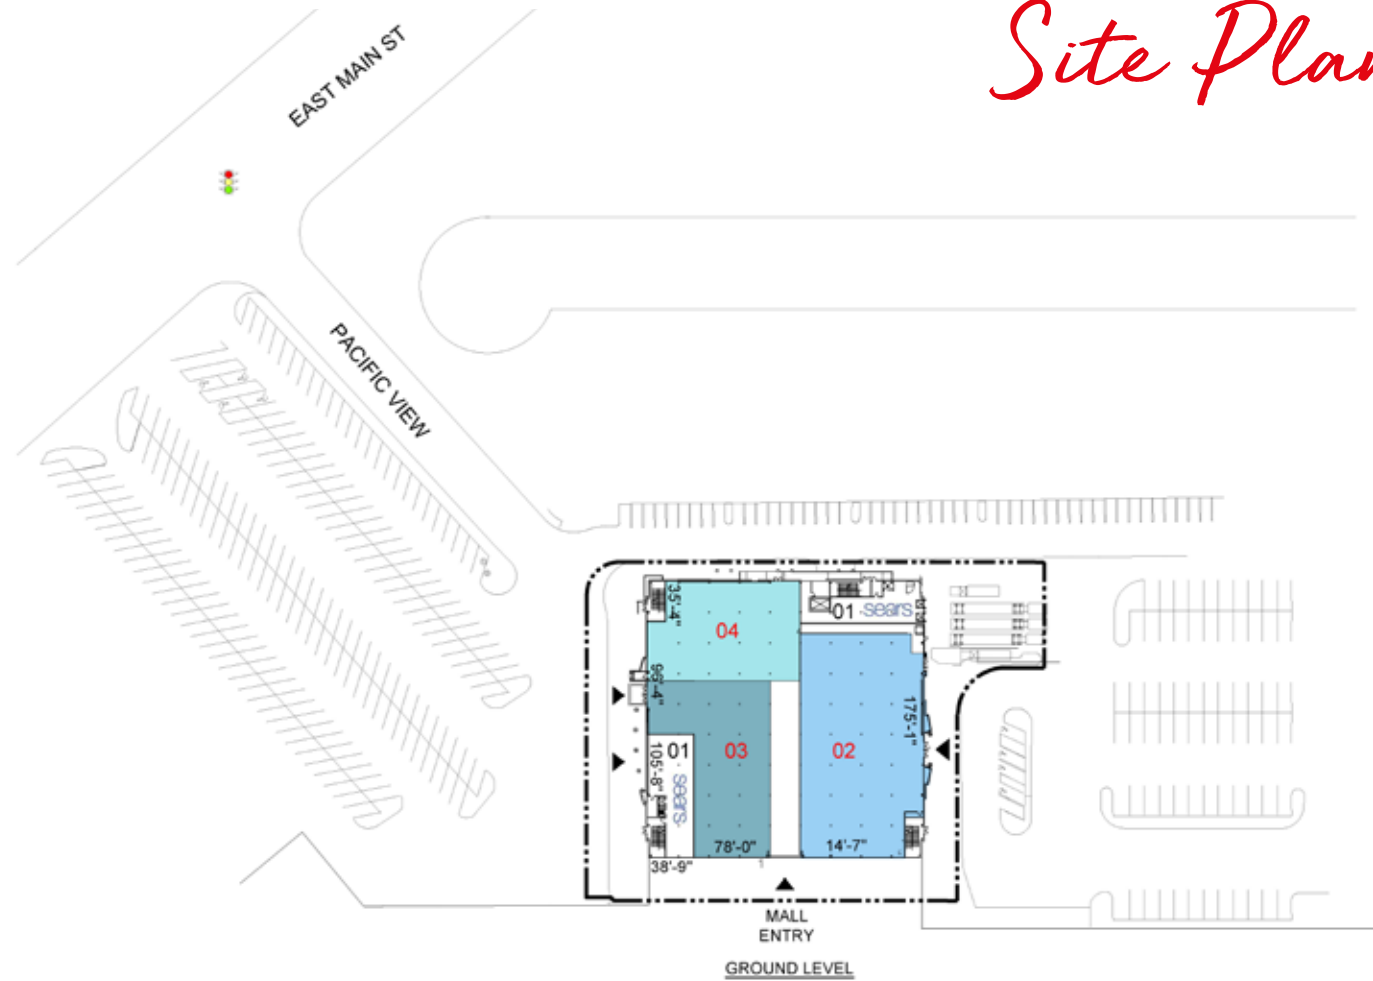 Site Plan
EAST MAIN ST
PACIFIC VIEW
35'-4"
01 sears
04
95'-4"
175'-1"
01
03
02
105'-8"
sears
78'-0"
14'-7"
38'-9"
MALL
ENTRY
GROUND LEVEL